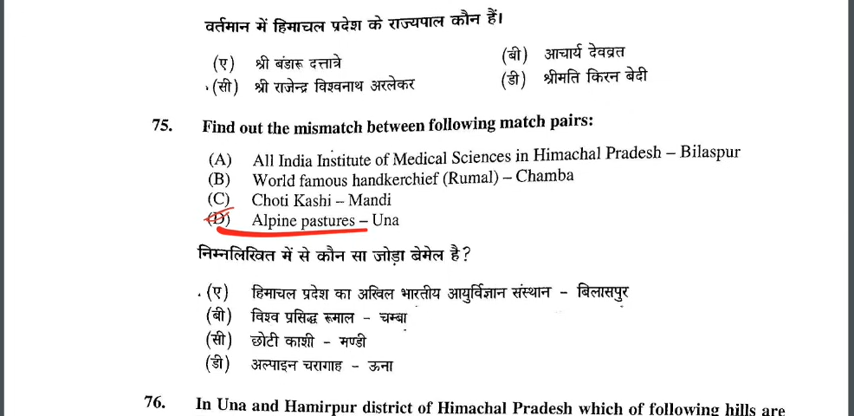 वर्तमान में हिमाचल प्रदेश के राज्यपाल कौन हैं।
(ए) श्री बंडारू दत्तात्रे (बी) आचार्य देवव्रत
(सी) श्री राजेन्द्र विश्वनाथ अरलेकर (डी) श्रीमति किरन बेदी
75. Find out the mismatch between following match pairs:
(A) All India Institute of Medical Sciences in Himachal Pradesh – Bilaspur
(B) World famous handkerchief (Rumal) – Chamba
(C) Choti Kashi – Mandi
(D) Alpine pastures – Una
निम्नलिखित में से कौन सा जोड़ा बेमेल है?
(ए) हिमाचल प्रदेश का अखिल भारतीय आयुर्विज्ञान संस्थान – बिलासपुर
(बी) विश्व प्रसिद्ध रूमाल – चम्बा
(सी) छोटी काशी – मण्डी
(डी) अल्पाइन चरागाह – ऊना
76. In Una and Hamirpur district of Himachal Pradesh which of following hills are